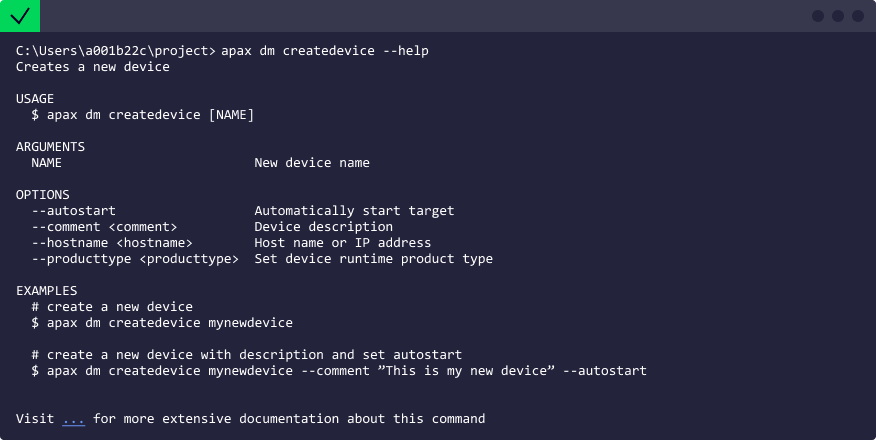 C:\Users\a001b22c\project> apax dm createdevice --help
Creates a new device
USAGE
$ apax dm createdevice [NAME]
ARGUMENTS
NAME New device name
OPTIONS
--autostart Automatically start target
--comment <comment> Device description
--hostname <hostname> Host name or IP address
--producttype <producttype> Set device runtime product type
EXAMPLES
# create a new device
$ apax dm createdevice mynewdevice
# create a new device with description and set autostart
$ apax dm createdevice mynewdevice --comment ”This is my new device” --autostart
Visit ... for more extensive documentation about this command